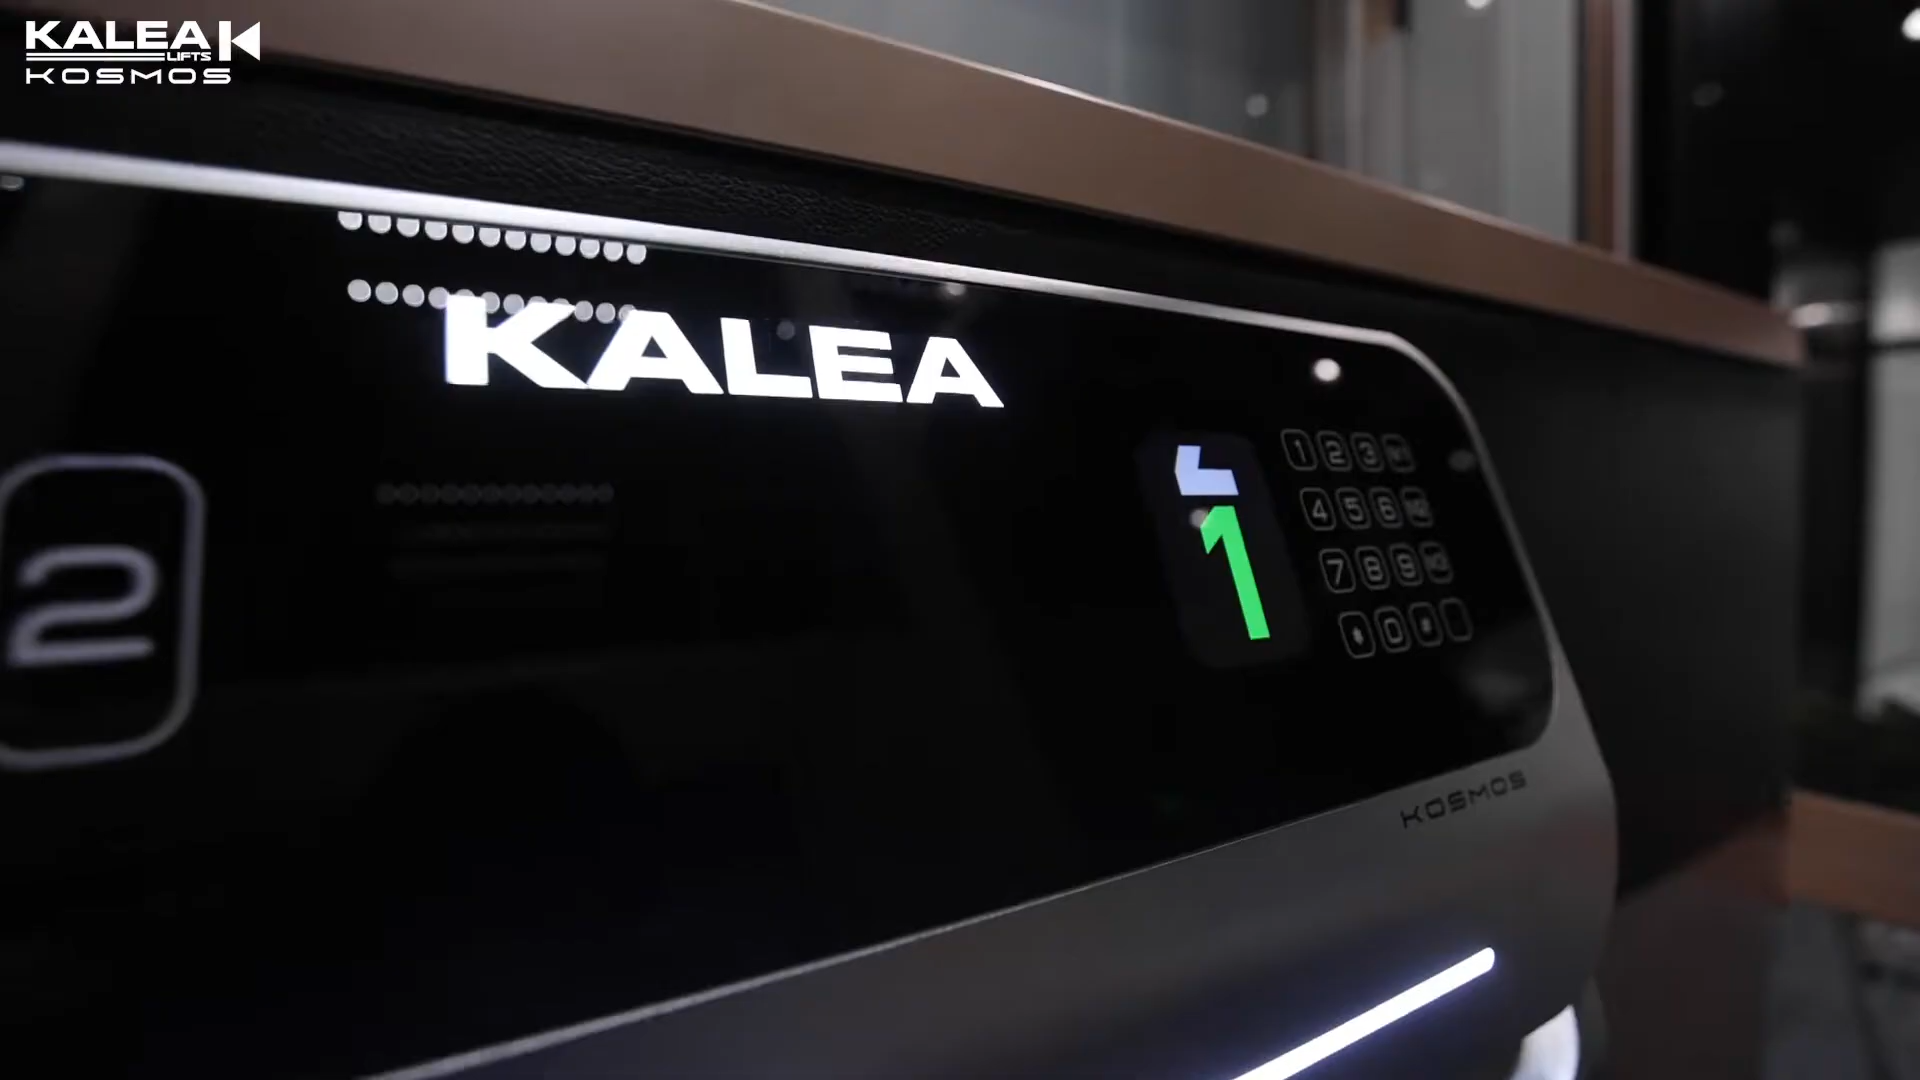 KALEA
LIFTS
KOSMOS
KALEA
2
1
1 2 3
4 5 6
7 8 9
* 0 #
KOSMOS